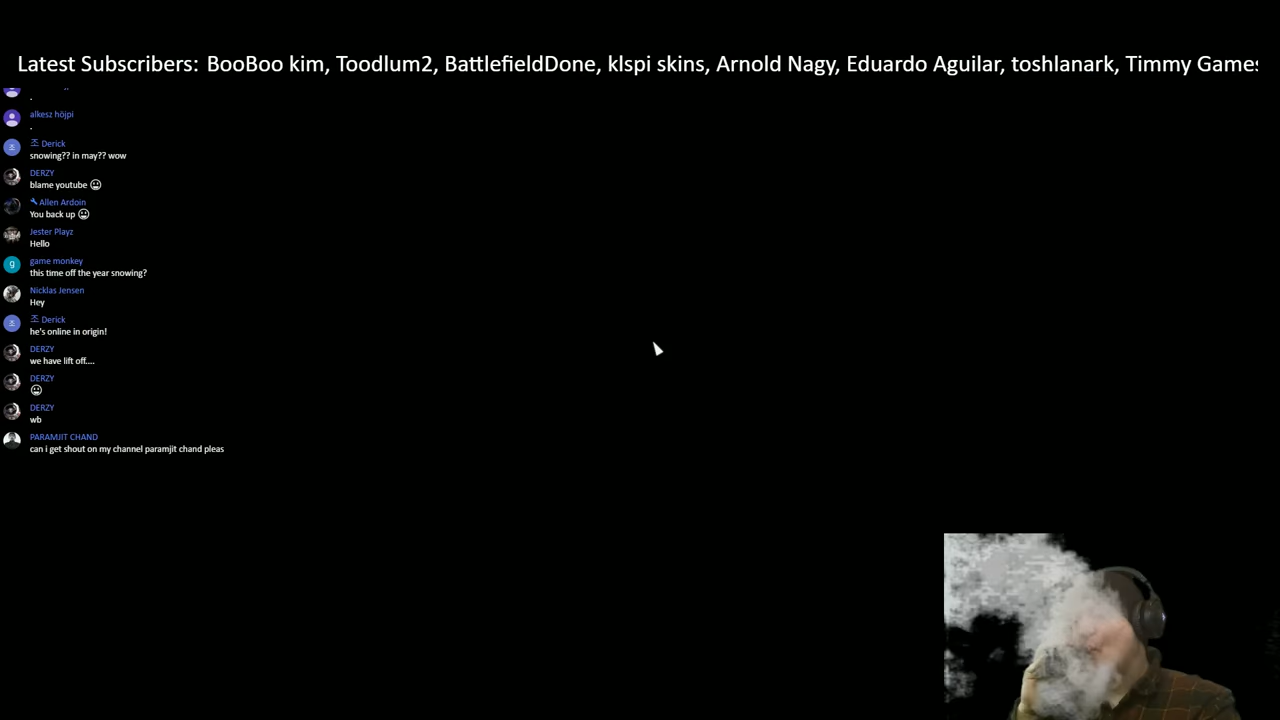 Latest Subscribers: BooBoo kim, Toodlum2, BattlefieldDone, klspi skins, Arnold Nagy, Eduardo Aguilar, toshlanark, Timmy Games
.
alkesz höjpi
.
조 Derick
snowing?? in may?? wow
DERZY
blame youtube
Allen Ardoin
You back up
Jester Playz
Hello
g
game monkey
this time off the year snowing?
Nicklas Jensen
Hey
조 Derick
he's online in origin!
DERZY
we have lift off....
DERZY
DERZY
wb
PARAMJIT CHAND
can i get shout on my channel paramjit chand pleas